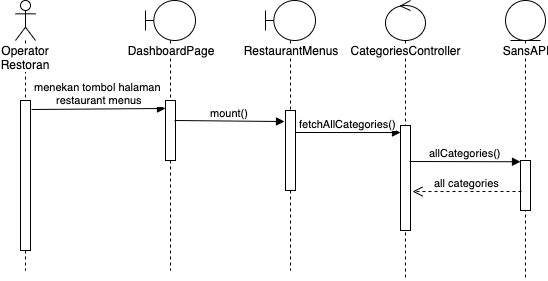 Operator
Restoran
DashboardPage
RestaurantMenus
CategoriesController
SansAPI
menekan tombol halaman
restaurant menus
mount()
fetchAllCategories()
allCategories()
all categories